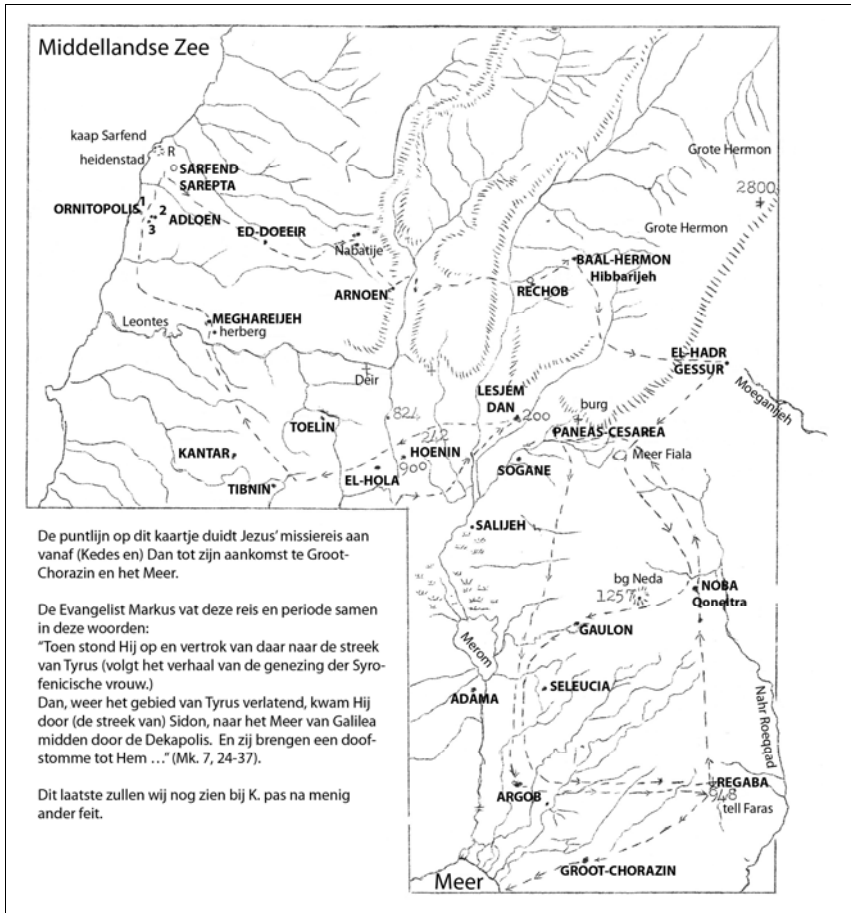 Middellandse Zee
kaap Sarfend
heidenstad
R
SARFEND
SAREPTA
Grote Hermon
2800
ORNITOPOLIS
1
2
3
ADLOEN
ED-DOEEIR
Nabatije
Grote Hermon
BAAL-HERMON
Hibbarijeh
ARNOEN
RECHOB
Leontes
MEGHAREIJEH
herberg
EL-HADR
GESSUR
Moeganijeh
Deir
LESJEM
DAN
200
burg
PANEAS-CESAREA
824
TOELIN
242
HOENIN
900
KANTAR
EL-HOLA
SOGANE
Meer Fiala
TIBNIN
SALIJEH
De puntlijn op dit kaartje duidt Jezus’ missiereis aan
vanaf (Kedes en) Dan tot zijn aankomst te Groot-
Chorazin en het Meer.
De Evangelist Markus vat deze reis en periode samen
in deze woorden:
“Toen stond Hij op en vertrok van daar naar de streek
van Tyrus (volgt het verhaal van de genezing der Syro-
fenicische vrouw.)
Dan, weer het gebied van Tyrus verlatend, kwam Hij
door (de streek van) Sidon, naar het Meer van Galilea
midden door de Dekapolis. En zij brengen een doof-
stomme tot Hem ...” (Mk. 7, 24-37).
Dit laatste zullen wij nog zien bij K. pas na menig
ander feit.
bg Neda
1257
NOBA
Qoneitra
GAULON
Merom
SELEUCIA
ADAMA
Nahr Roeqqad
ARGOB
REGABA
948
tell Faras
GROOT-CHORAZIN
Meer